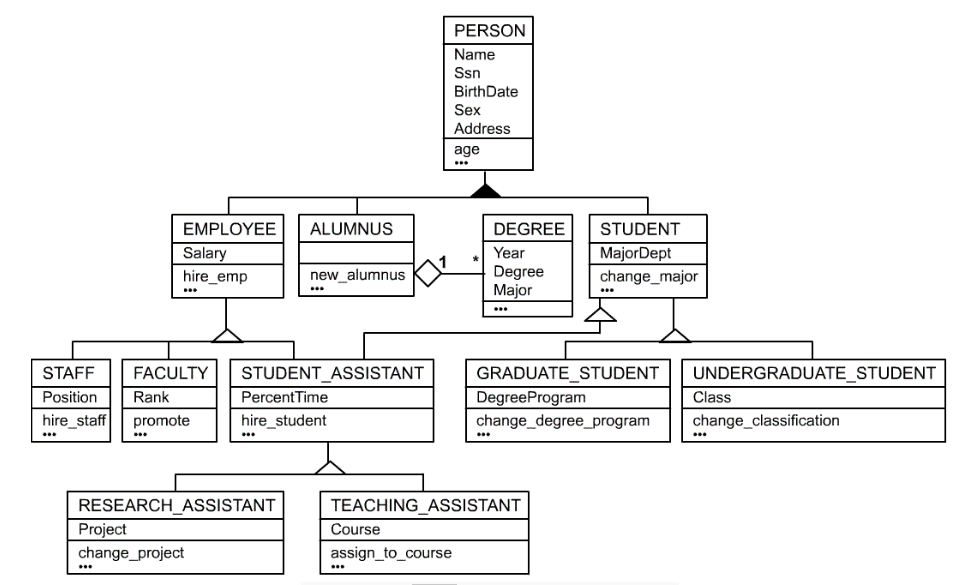 PERSON
Name
Ssn
BirthDate
Sex
Address
age
•••
EMPLOYEE
Salary
hire_emp
•••
ALUMNUS
new_alumnus
•••
1
*
DEGREE
Year
Degree
Major
•••
STUDENT
MajorDept
change_major
•••
STAFF
Position
hire_staff
•••
FACULTY
Rank
promote
•••
STUDENT_ASSISTANT
PercentTime
hire_student
•••
GRADUATE_STUDENT
DegreeProgram
change_degree_program
•••
UNDERGRADUATE_STUDENT
Class
change_classification
•••
RESEARCH_ASSISTANT
Project
change_project
•••
TEACHING_ASSISTANT
Course
assign_to_course
•••